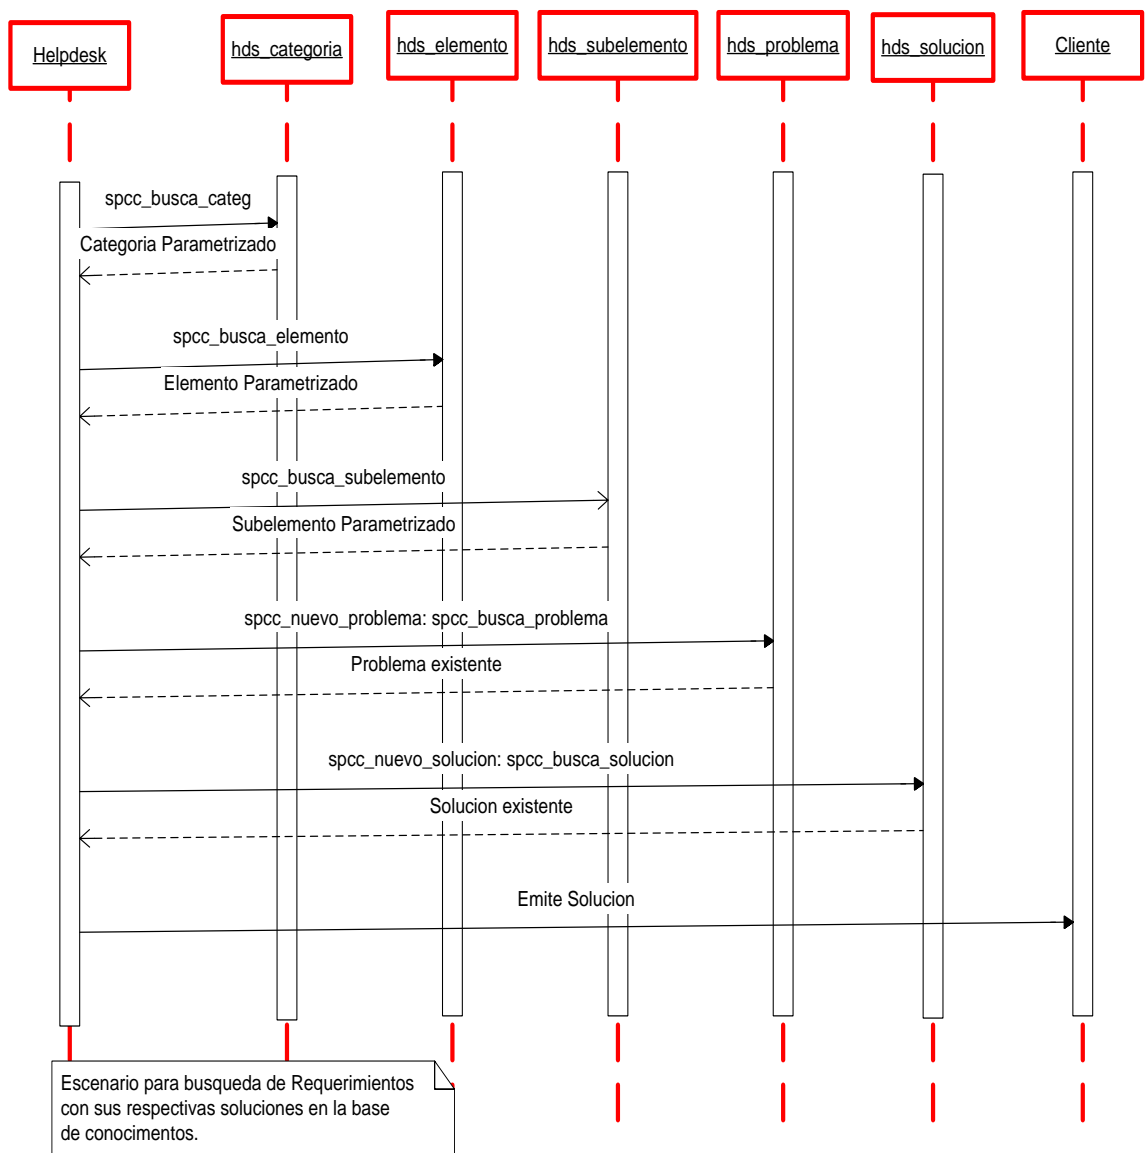 Helpdesk
hds_categoria
hds_elemento
hds_subelemento
hds_problema
hds_solucion
Cliente
spcc_busca_categ
Categoria Parametrizado
spcc_busca_elemento
Elemento Parametrizado
spcc_busca_subelemento
Subelemento Parametrizado
spcc_nuevo_problema: spcc_busca_problema
Problema existente
spcc_nuevo_solucion: spcc_busca_solucion
Solucion existente
Emite Solucion
Escenario para busqueda de Requerimientos
con sus respectivas soluciones en la base
de conocimentos.